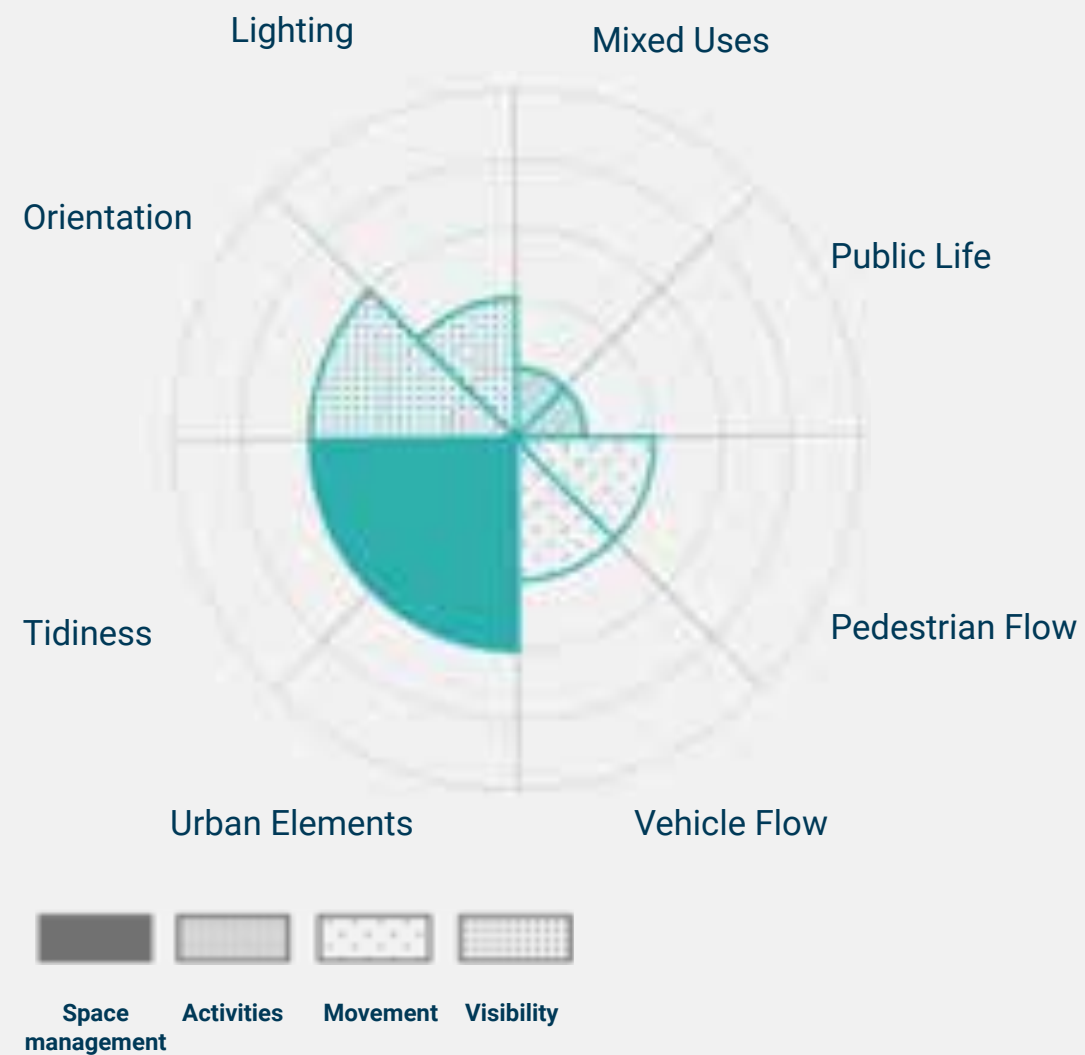 Lighting
Mixed Uses
Orientation
Public Life
Tidiness
Pedestrian Flow
Urban Elements
Vehicle Flow
Space
management
Activities
Movement
Visibility